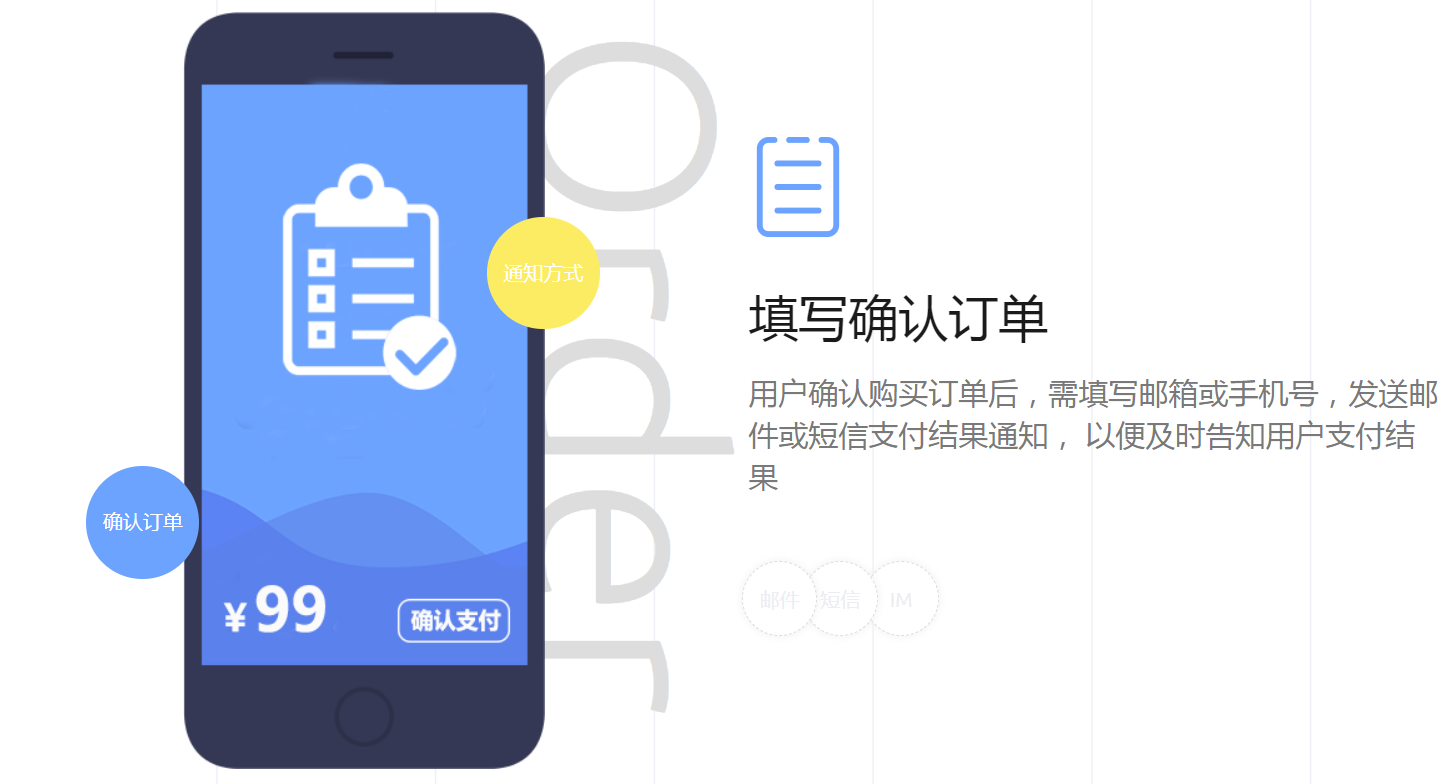 Order
通知方式
确认订单
¥99
确认支付
填写确认订单
用户确认购买订单后，需填写邮箱或手机号，发送邮
件或短信支付结果通知， 以便及时告知用户支付结
果
邮件 短信 IM